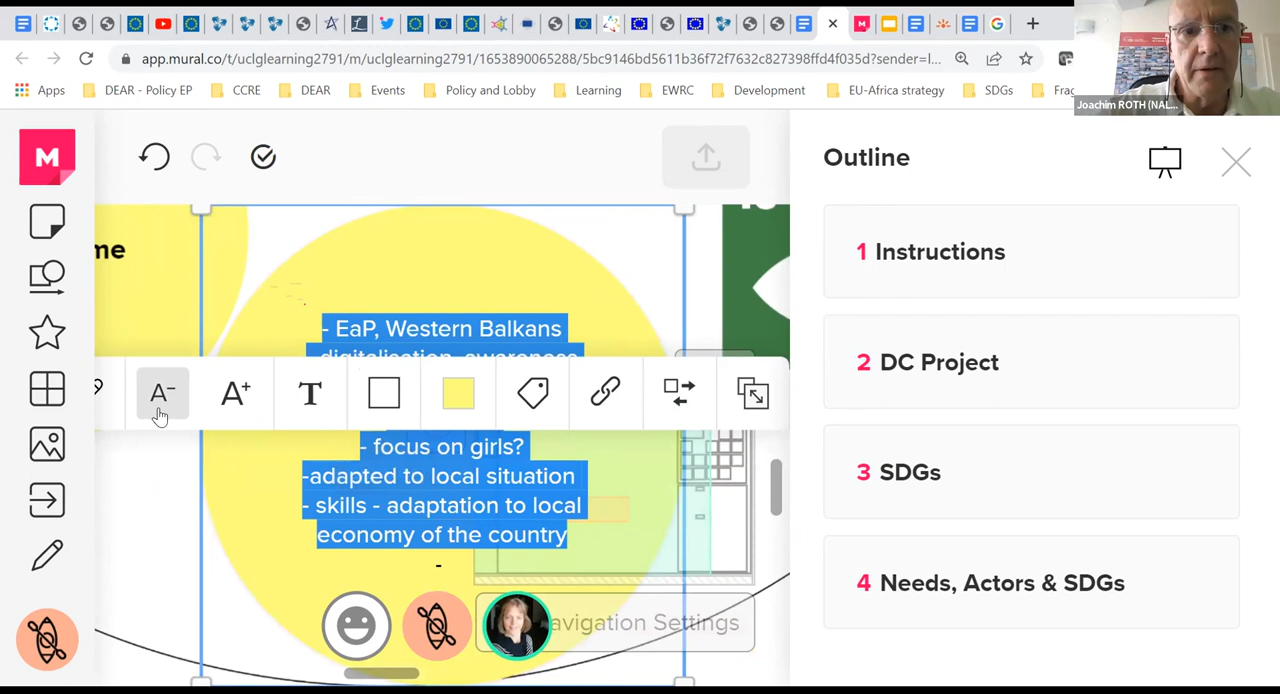 app.mural.co/t/uclglearning2791/m/uclglearning2791/1653890065288/5bc9146bd5611b36f72f7632c827398ffd4f035d?sender=l...
Apps
DEAR - Policy EP
CCRE
DEAR
Events
Policy and Lobby
Learning
EWRC
Development
EU-Africa strategy
SDGs
Joachim ROTH (NAL...
M
Outline
1 Instructions
2 DC Project
3 SDGs
4 Needs, Actors & SDGs
me
- EaP, Western Balkans
digitalisation, awareness
A-
A+
T
- focus on girls?
-adapted to local situation
- skills - adaptation to local
economy of the country
-
avigation Settings